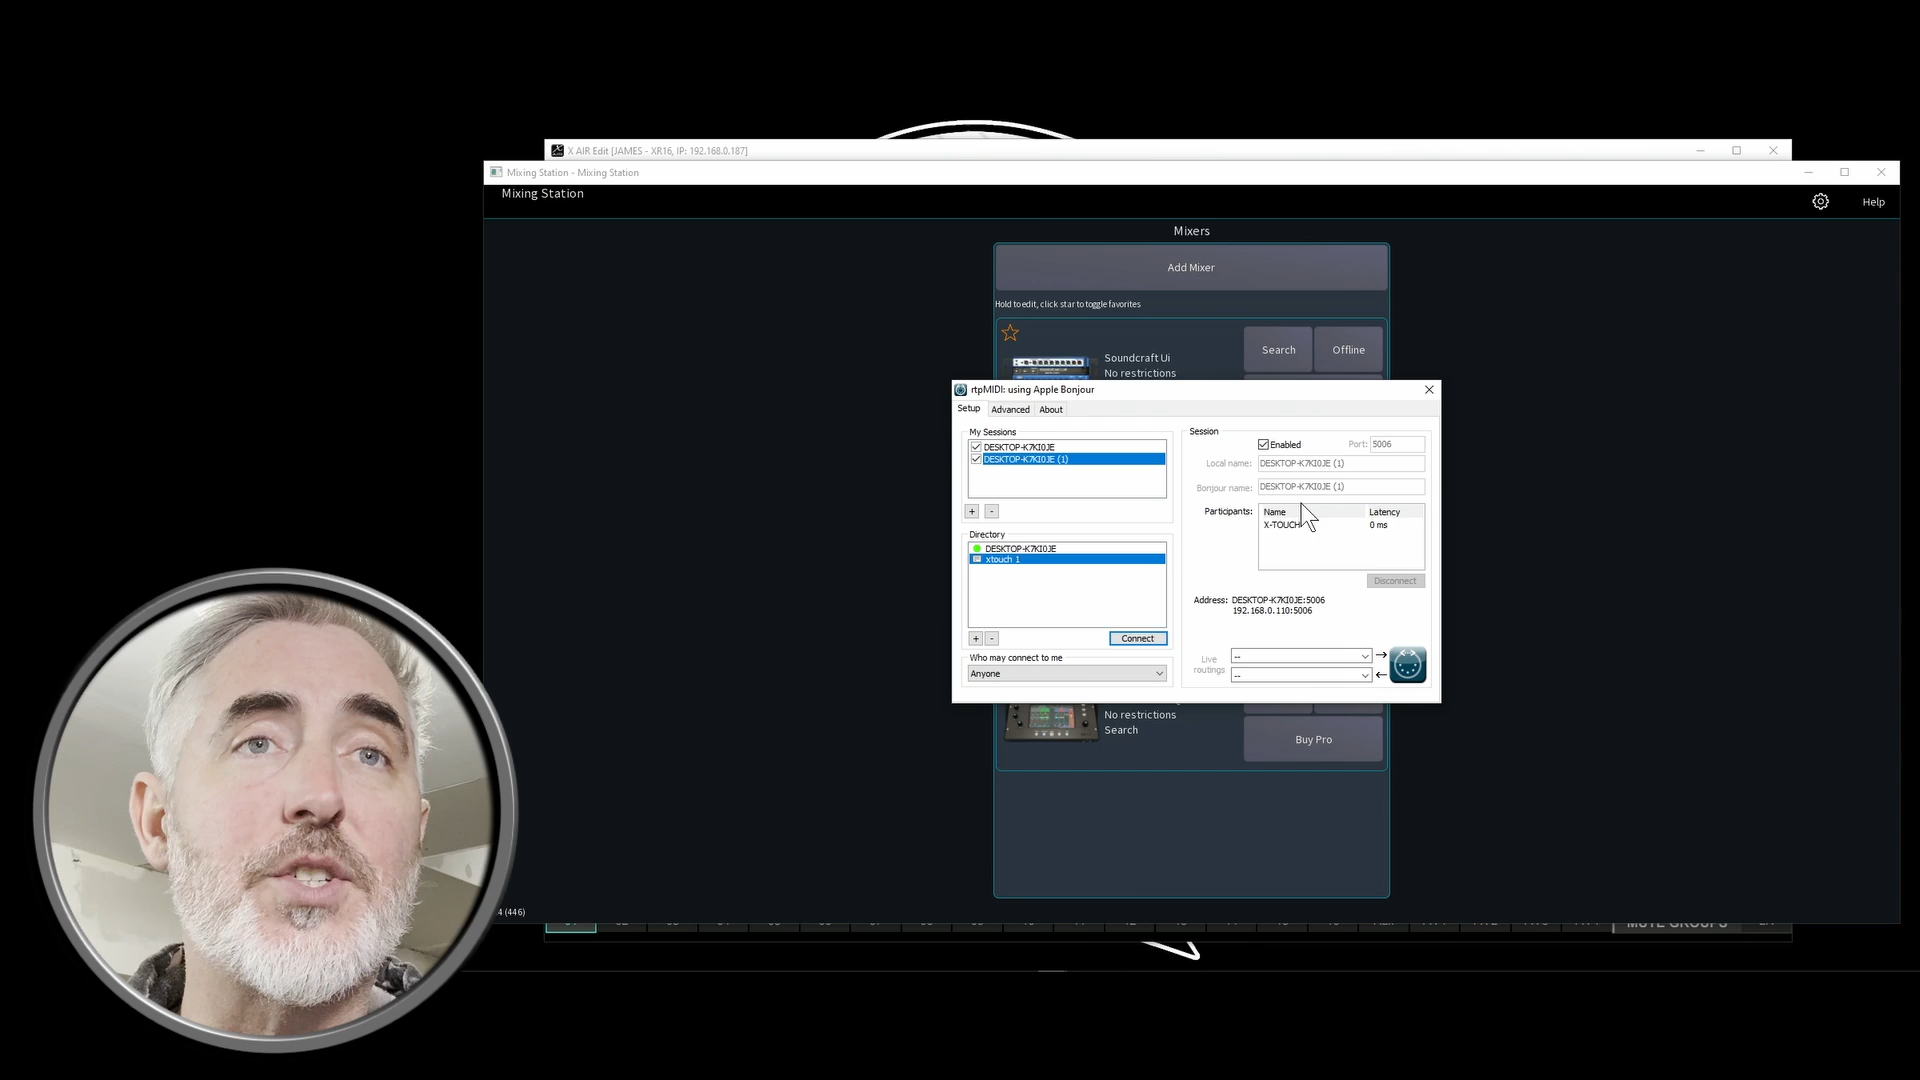 X AIR Edit [JAMES - XR16, IP: 192.168.0.187]
Mixing Station - Mixing Station
Mixing Station
Help
Mixers
Add Mixer
Hold to edit, click star to toggle favorites
Soundcraft Ui
No restrictions
Search
Offline
rtpMIDI: using Apple Bonjour
Setup
Advanced
About
My Sessions
DESKTOP-K7KI0JE
DESKTOP-K7KI0JE (1)
+ -
Directory
DESKTOP-K7KI0JE
xtouch 1
+ -
Connect
Who may connect to me
Anyone
Session
Enabled
Port: 5006
Local name: DESKTOP-K7KI0JE (1)
Bonjour name: DESKTOP-K7KI0JE (1)
Participants:
Name Latency
X-TOUCH 0 ms
Disconnect
Address: DESKTOP-K7KI0JE:5006
192.168.0.110:5006
Live
routings
--
--
No restrictions
Search
Buy Pro
4 (446)
MUTE GROUPS